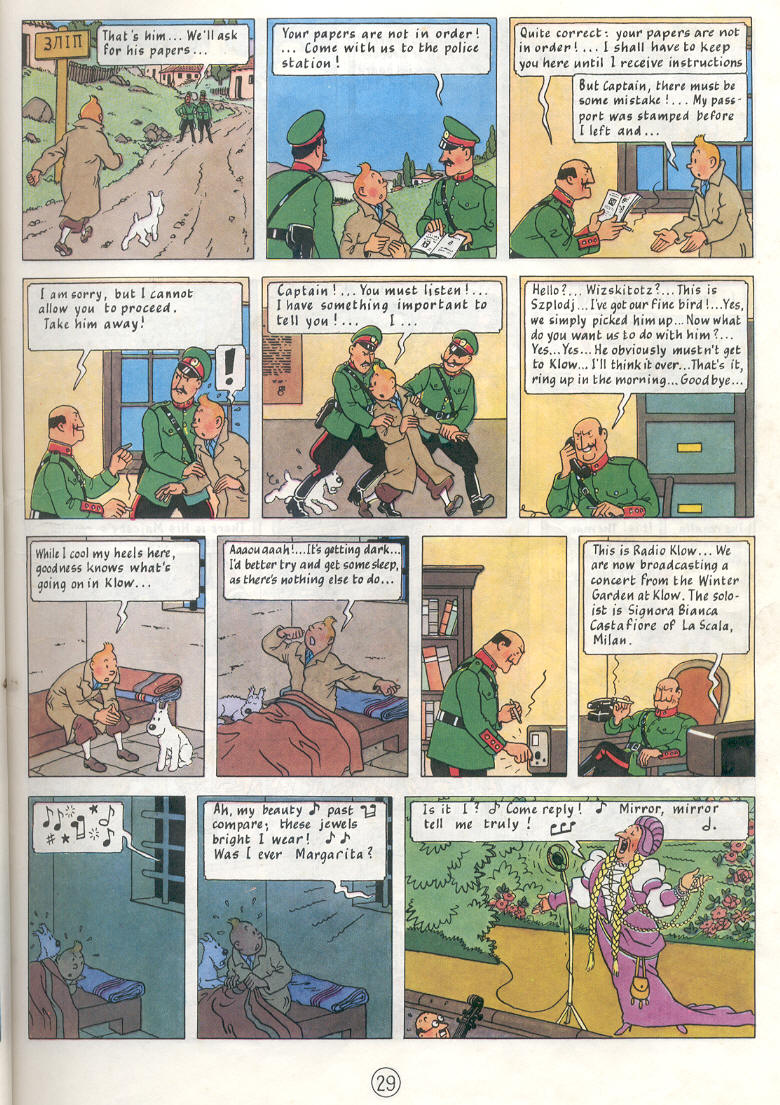 ЗЛIП
That's him... We'll ask
for his papers...
Your papers are not in order!
... Come with us to the police
station!
Quite correct: your papers are not
in order!... I shall have to keep
you here until I receive instructions
But Captain, there must be
some mistake!... My pass-
port was stamped before
I left and...
I am sorry, but I cannot
allow you to proceed.
Take him away!
!
Captain!... You must listen!...
I have something important to
tell you!... I...
Hello?... Wizskitotz?... This is
Szplodj... I've got our fine bird!...Yes,
we simply picked him up... Now what
do you want us to do with him?...
Yes...Yes... He obviously mustn't get
to Klow... I'll think it over...That's it,
ring up in the morning... Goodbye...
While I cool my heels here,
goodness knows what's
going on in Klow...
Aaaou aaah!...It's getting dark...
I'd better try and get some sleep,
as there's nothing else to do...
This is Radio Klow... We
are now broadcasting a
concert from the Winter
Garden at Klow. The solo-
ist is Signora Bianca
Castafiore of La Scala,
Milan.
Ah, my beauty ♪ past ♫
compare; these jewels
bright I wear! ♪ ♪
Was I ever Margarita?
Is it I? ♪ Come reply! ♪ Mirror, mirror
tell me truly!
29